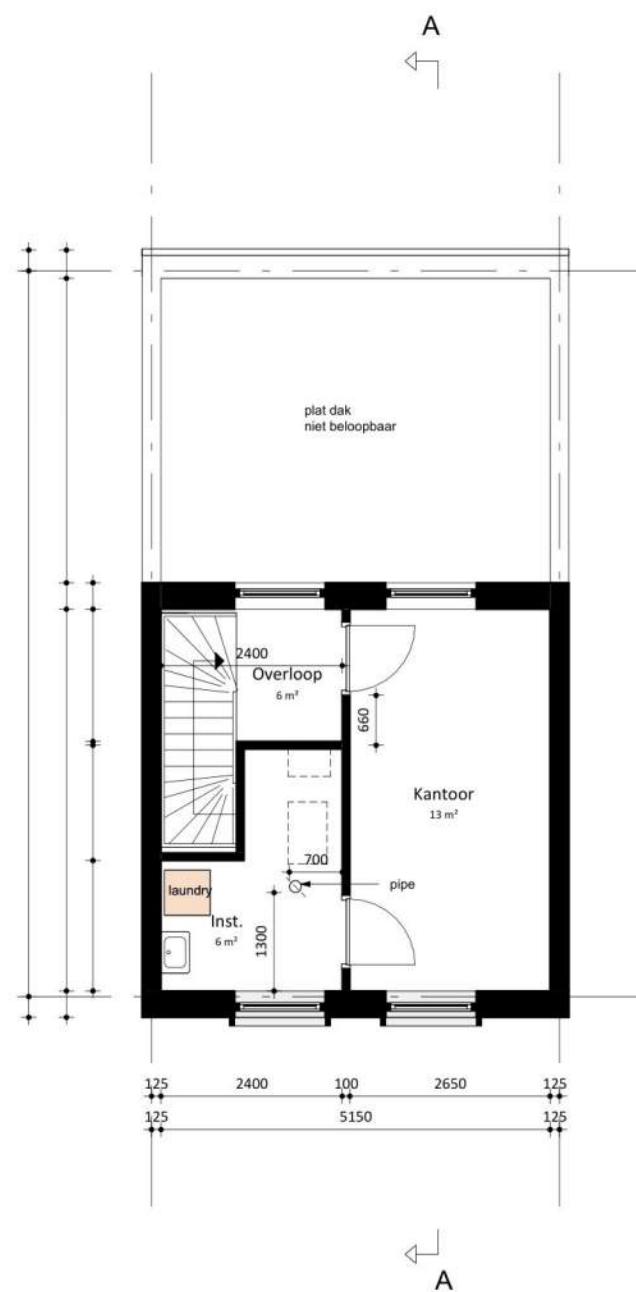 A
plat dak
niet beloopbaar
2400
Overloop
6 m²
660
Kantoor
13 m²
700
laundry
pipe
Inst.
6 m²
1300
125 2400 100 2650 125
125 5150 125
A